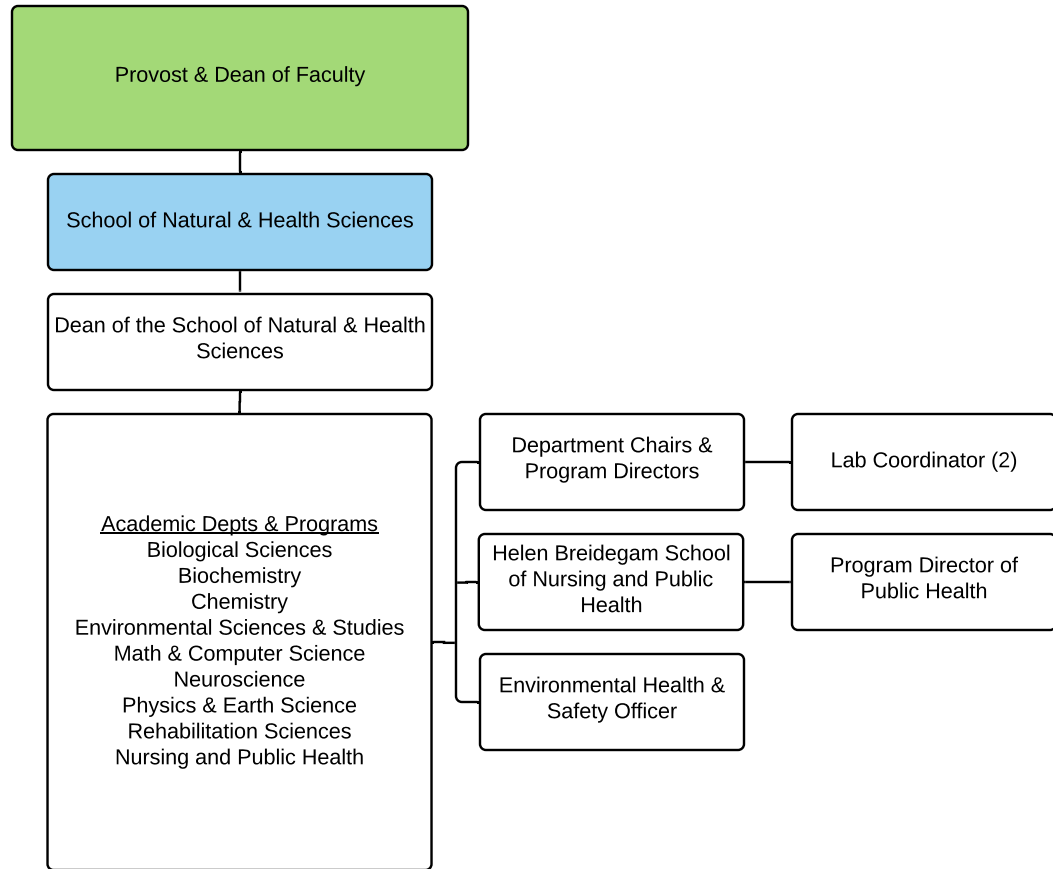 Provost & Dean of Faculty
School of Natural & Health Sciences
Dean of the School of Natural & Health
Sciences
Academic Depts & Programs
Biological Sciences
Biochemistry
Chemistry
Environmental Sciences & Studies
Math & Computer Science
Neuroscience
Physics & Earth Science
Rehabilitation Sciences
Nursing and Public Health
Department Chairs &
Program Directors
Lab Coordinator (2)
Helen Breidegam School
of Nursing and Public
Health
Program Director of
Public Health
Environmental Health &
Safety Officer